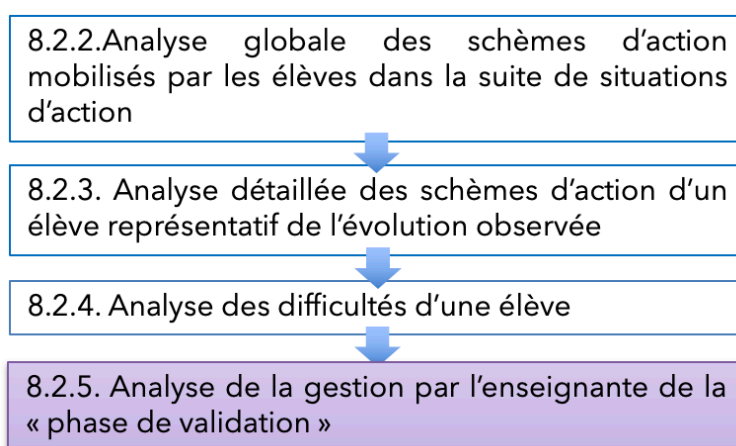 8.2.2.Analyse globale des schèmes d’action
mobilisés par les élèves dans la suite de situations
d’action
8.2.3. Analyse détaillée des schèmes d’action d’un
élève représentatif de l’évolution observée
8.2.4. Analyse des difficultés d’une élève
8.2.5. Analyse de la gestion par l’enseignante de la
« phase de validation »